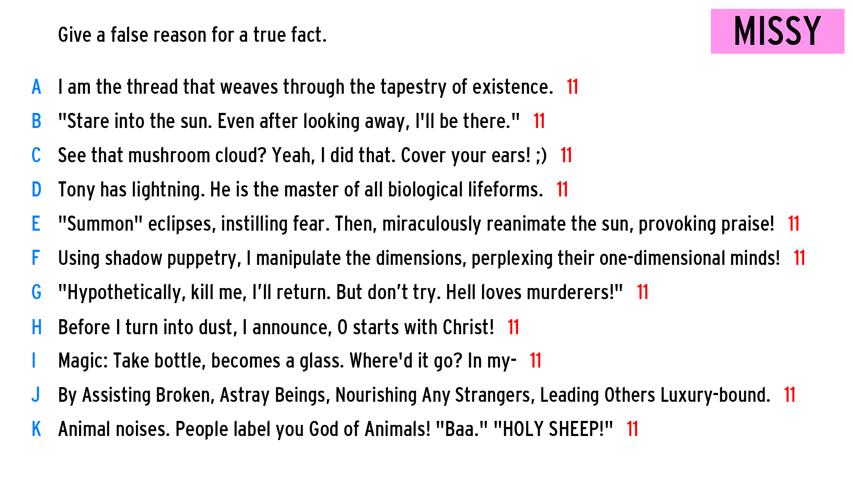 MISSY
Give a false reason for a true fact.
A I am the thread that weaves through the tapestry of existence. 11
B "Stare into the sun. Even after looking away, I'll be there." 11
C See that mushroom cloud? Yeah, I did that. Cover your ears! ;) 11
D Tony has lightning. He is the master of all biological lifeforms. 11
E "Summon" eclipses, instilling fear. Then, miraculously reanimate the sun, provoking praise! 11
F Using shadow puppetry, I manipulate the dimensions, perplexing their one-dimensional minds! 11
G "Hypothetically, kill me, I’ll return. But don’t try. Hell loves murderers!" 11
H Before I turn into dust, I announce, O starts with Christ! 11
I Magic: Take bottle, becomes a glass. Where'd it go? In my- 11
J By Assisting Broken, Astray Beings, Nourishing Any Strangers, Leading Others Luxury-bound. 11
K Animal noises. People label you God of Animals! "Baa." "HOLY SHEEP!" 11